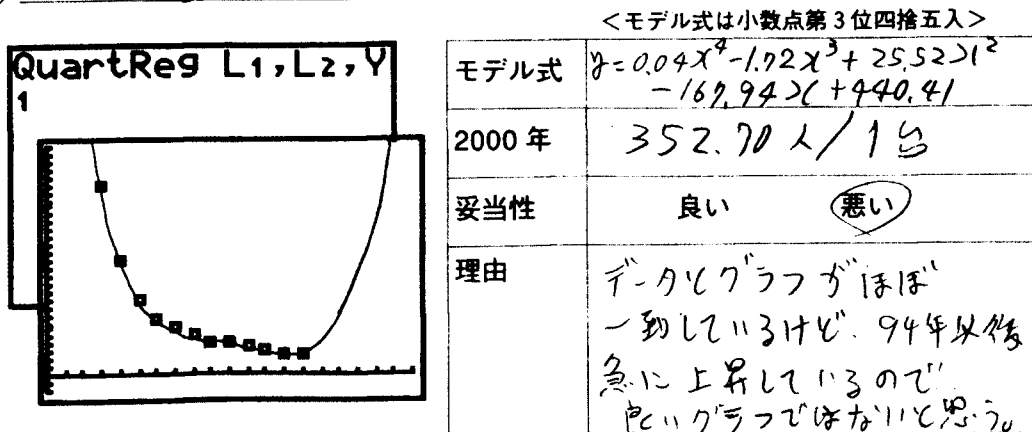 <モデル式は小数点第3位四捨五入>
QuartReg L1,L2,Y
1
モデル式
y=0.04x⁴-1.72x³+25.52x²
-167.94x+440.41
2000年
352.70人/1台
妥当性
良い 悪い
理由
データとグラフがほぼ
一致しているけど、94年以後
急に上昇しているので
良いグラフではないと思う。